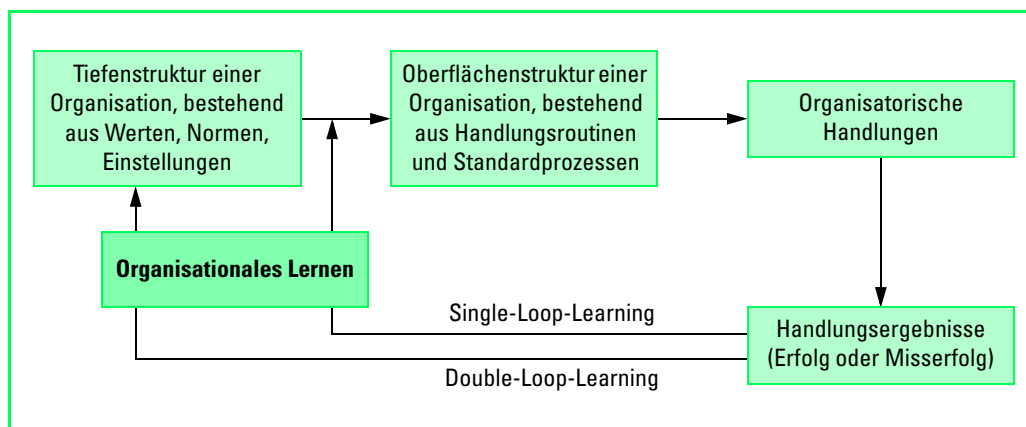 Tiefenstruktur einer
Organisation, bestehend
aus Werten, Normen,
Einstellungen
Oberflächenstruktur einer
Organisation, bestehend
aus Handlungsroutinen
und Standardprozessen
Organisatorische
Handlungen
Organisationales Lernen
Single-Loop-Learning
Handlungsergebnisse
(Erfolg oder Misserfolg)
Double-Loop-Learning